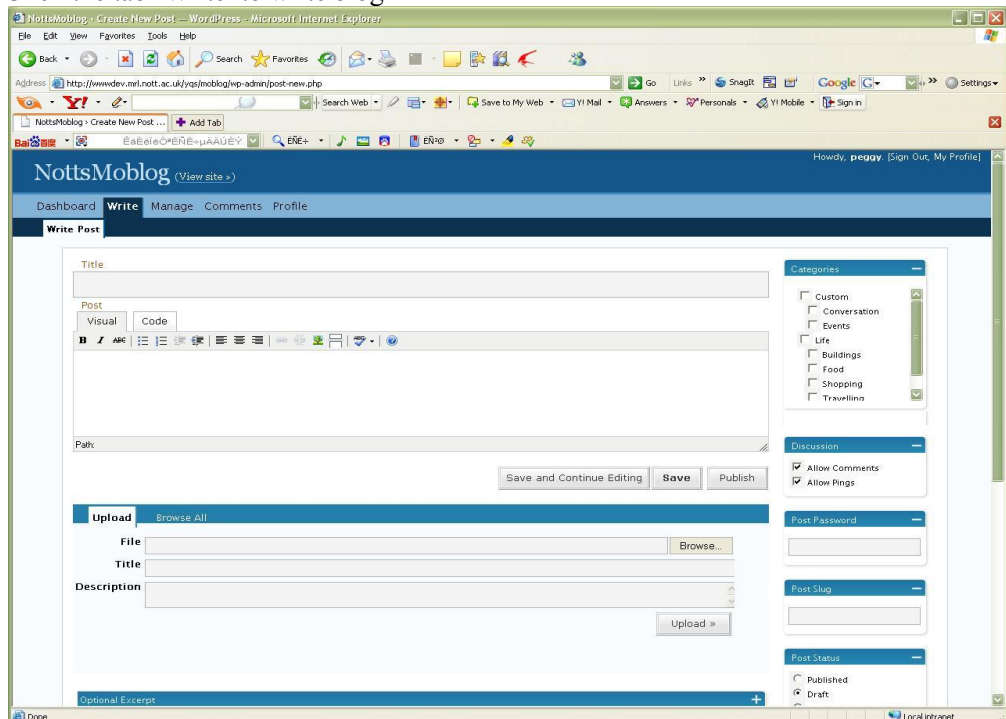 NottsMoblog › Create New Post — WordPress - Microsoft Internet Explorer
File Edit View Favorites Tools Help
Back Search Favorites
Address http://wwwdev.mrl.nott.ac.uk/yqs/moblog/wp-admin/post-new.php Go Links » SnagIt Google G Settings
Y! Search Web Save to My Web Y! Mail Answers Personals Y! Mobile Sign in
NottsMoblog › Create New Post ... Add Tab
Bai百度
Howdy, peggy. [Sign Out, My Profile]
NottsMoblog (View site »)
Dashboard Write Manage Comments Profile
Write Post
Title
Post
Visual Code
B I ABC
Path:
Save and Continue Editing Save Publish
Upload Browse All
File Browse...
Title
Description
Upload »
Optional Excerpt +
Categories
Custom
Conversation
Events
Life
Buildings
Food
Shopping
Travelling
Discussion
Allow Comments
Allow Pings
Post Password
Post Slug
Post Status
Published
Draft
Done Local intranet